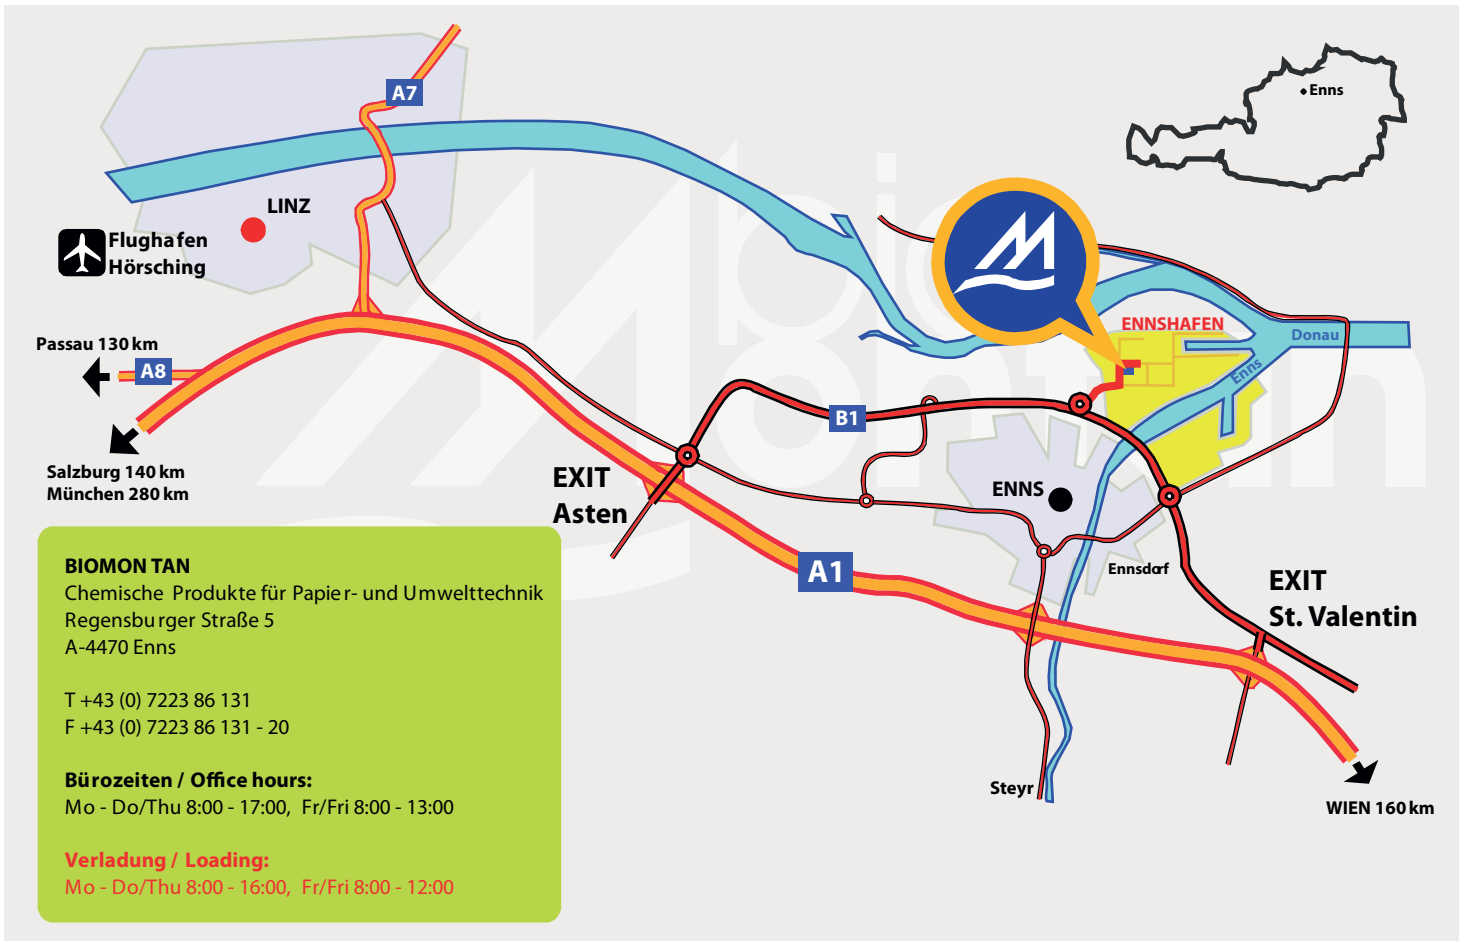 A7
Enns
LINZ
Flughafen
Hörsching
ENNSHAFEN
Donau
Passau 130 km
A8
Enns
B1
Salzburg 140 km
München 280 km
EXIT
Asten
ENNS
A1
Ennsdorf
EXIT
St. Valentin
Steyr
WIEN 160 km
biomontan
BIOMON TAN
Chemische Produkte für Papier- und Umwelttechnik
Regensburger Straße 5
A-4470 Enns
T +43 (0) 7223 86 131
F +43 (0) 7223 86 131 - 20
Bürozeiten / Office hours:
Mo - Do/Thu 8:00 - 17:00, Fr/Fri 8:00 - 13:00
Verladung / Loading:
Mo - Do/Thu 8:00 - 16:00, Fr/Fri 8:00 - 12:00